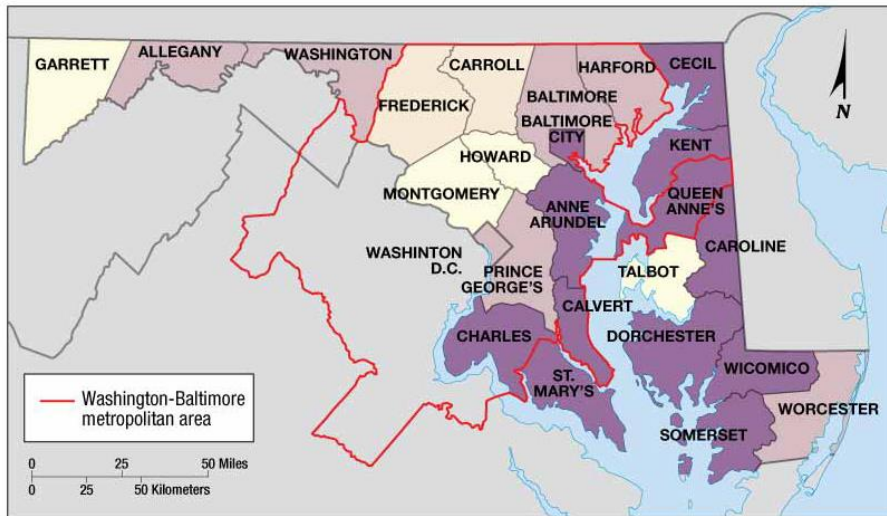 GARRETT
ALLEGANY
WASHINGTON
FREDERICK
CARROLL
BALTIMORE
BALTIMORE
CITY
HARFORD
CECIL
KENT
QUEEN
ANNE'S
HOWARD
MONTGOMERY
ANNE
ARUNDEL
WASHINTON
D.C.
PRINCE
GEORGE'S
CAROLINE
TALBOT
CALVERT
CHARLES
ST.
MARY'S
DORCHESTER
WICOMICO
WORCESTER
SOMERSET
N
Washington-Baltimore
metropolitan area
0 25 50 Miles
0 25 50 Kilometers